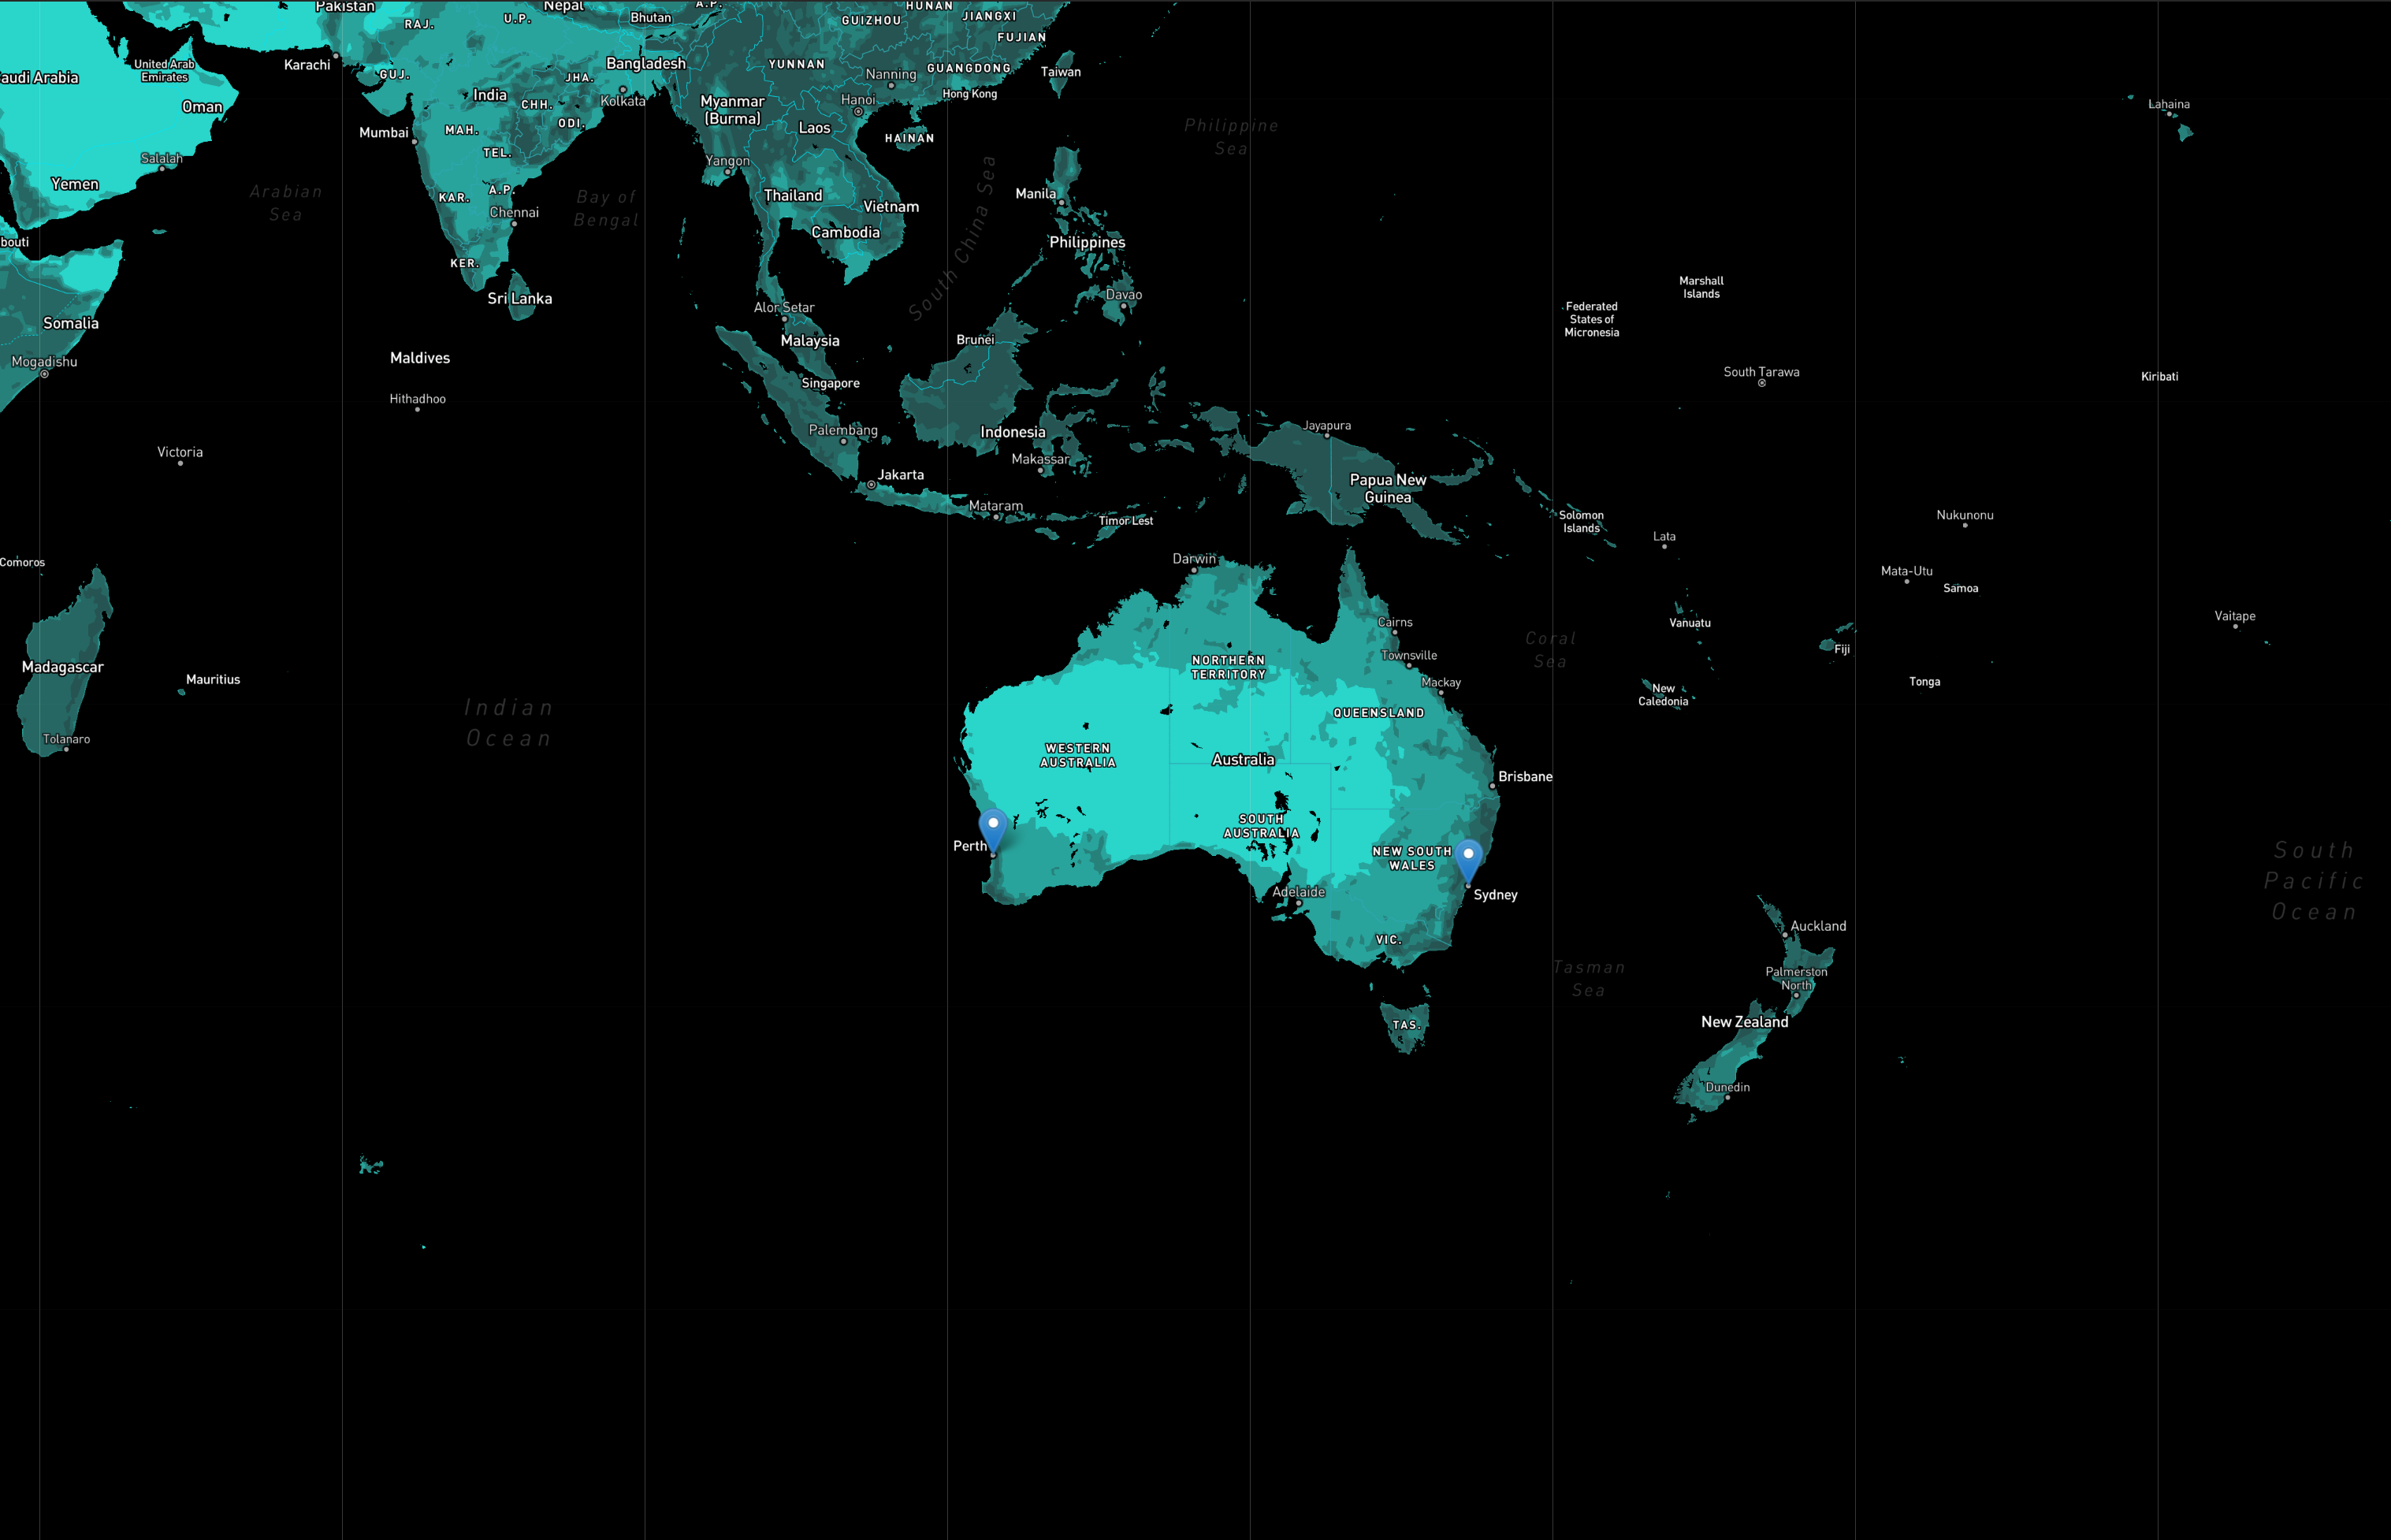 Pakistan
Nepal
A.P.
HUNAN
RAJ.
U.P.
Bhutan
GUIZHOU
JIANGXI
FUJIAN
Karachi
United Arab
Emirates
audi Arabia
GUJ.
JHA.
Bangladesh
YUNNAN
Nanning
GUANGDONG
Taiwan
Oman
India
CHH.
Kolkata
Myanmar
(Burma)
Hanoi
Hong Kong
Lahaina
Mumbai
MAH.
ODI.
Laos
HAINAN
Philippine
Sea
TEL.
Salalah
Yangon
Yemen
Arabian
Sea
KAR.
A.P.
Bay of
Bengal
Thailand
Vietnam
South China Sea
Manila
Chennai
Cambodia
Philippines
bouti
KER.
Sri Lanka
Marshall
Islands
Davao
Alor Setar
Federated
States of
Micronesia
Somalia
Malaysia
Brunei
Mogadishu
Maldives
Singapore
South Tarawa
Kiribati
Hithadhoo
Palembang
Indonesia
Jayapura
Victoria
Makassar
Jakarta
Papua New
Guinea
Mataram
Timor Lest
Solomon
Islands
Nukunonu
Lata
Comoros
Darwin
Mata-Utu
Samoa
Cairns
Vanuatu
Vaitape
Coral
Sea
Townsville
Fiji
Madagascar
NORTHERN
TERRITORY
Mauritius
Mackay
New
Caledonia
Tonga
Indian
Ocean
QUEENSLAND
Tolanaro
WESTERN
AUSTRALIA
Australia
Brisbane
SOUTH
AUSTRALIA
Perth
NEW SOUTH
WALES
South
Pacific
Ocean
Adelaide
Sydney
VIC.
Auckland
Tasman
Sea
Palmerston
North
TAS.
New Zealand
Dunedin